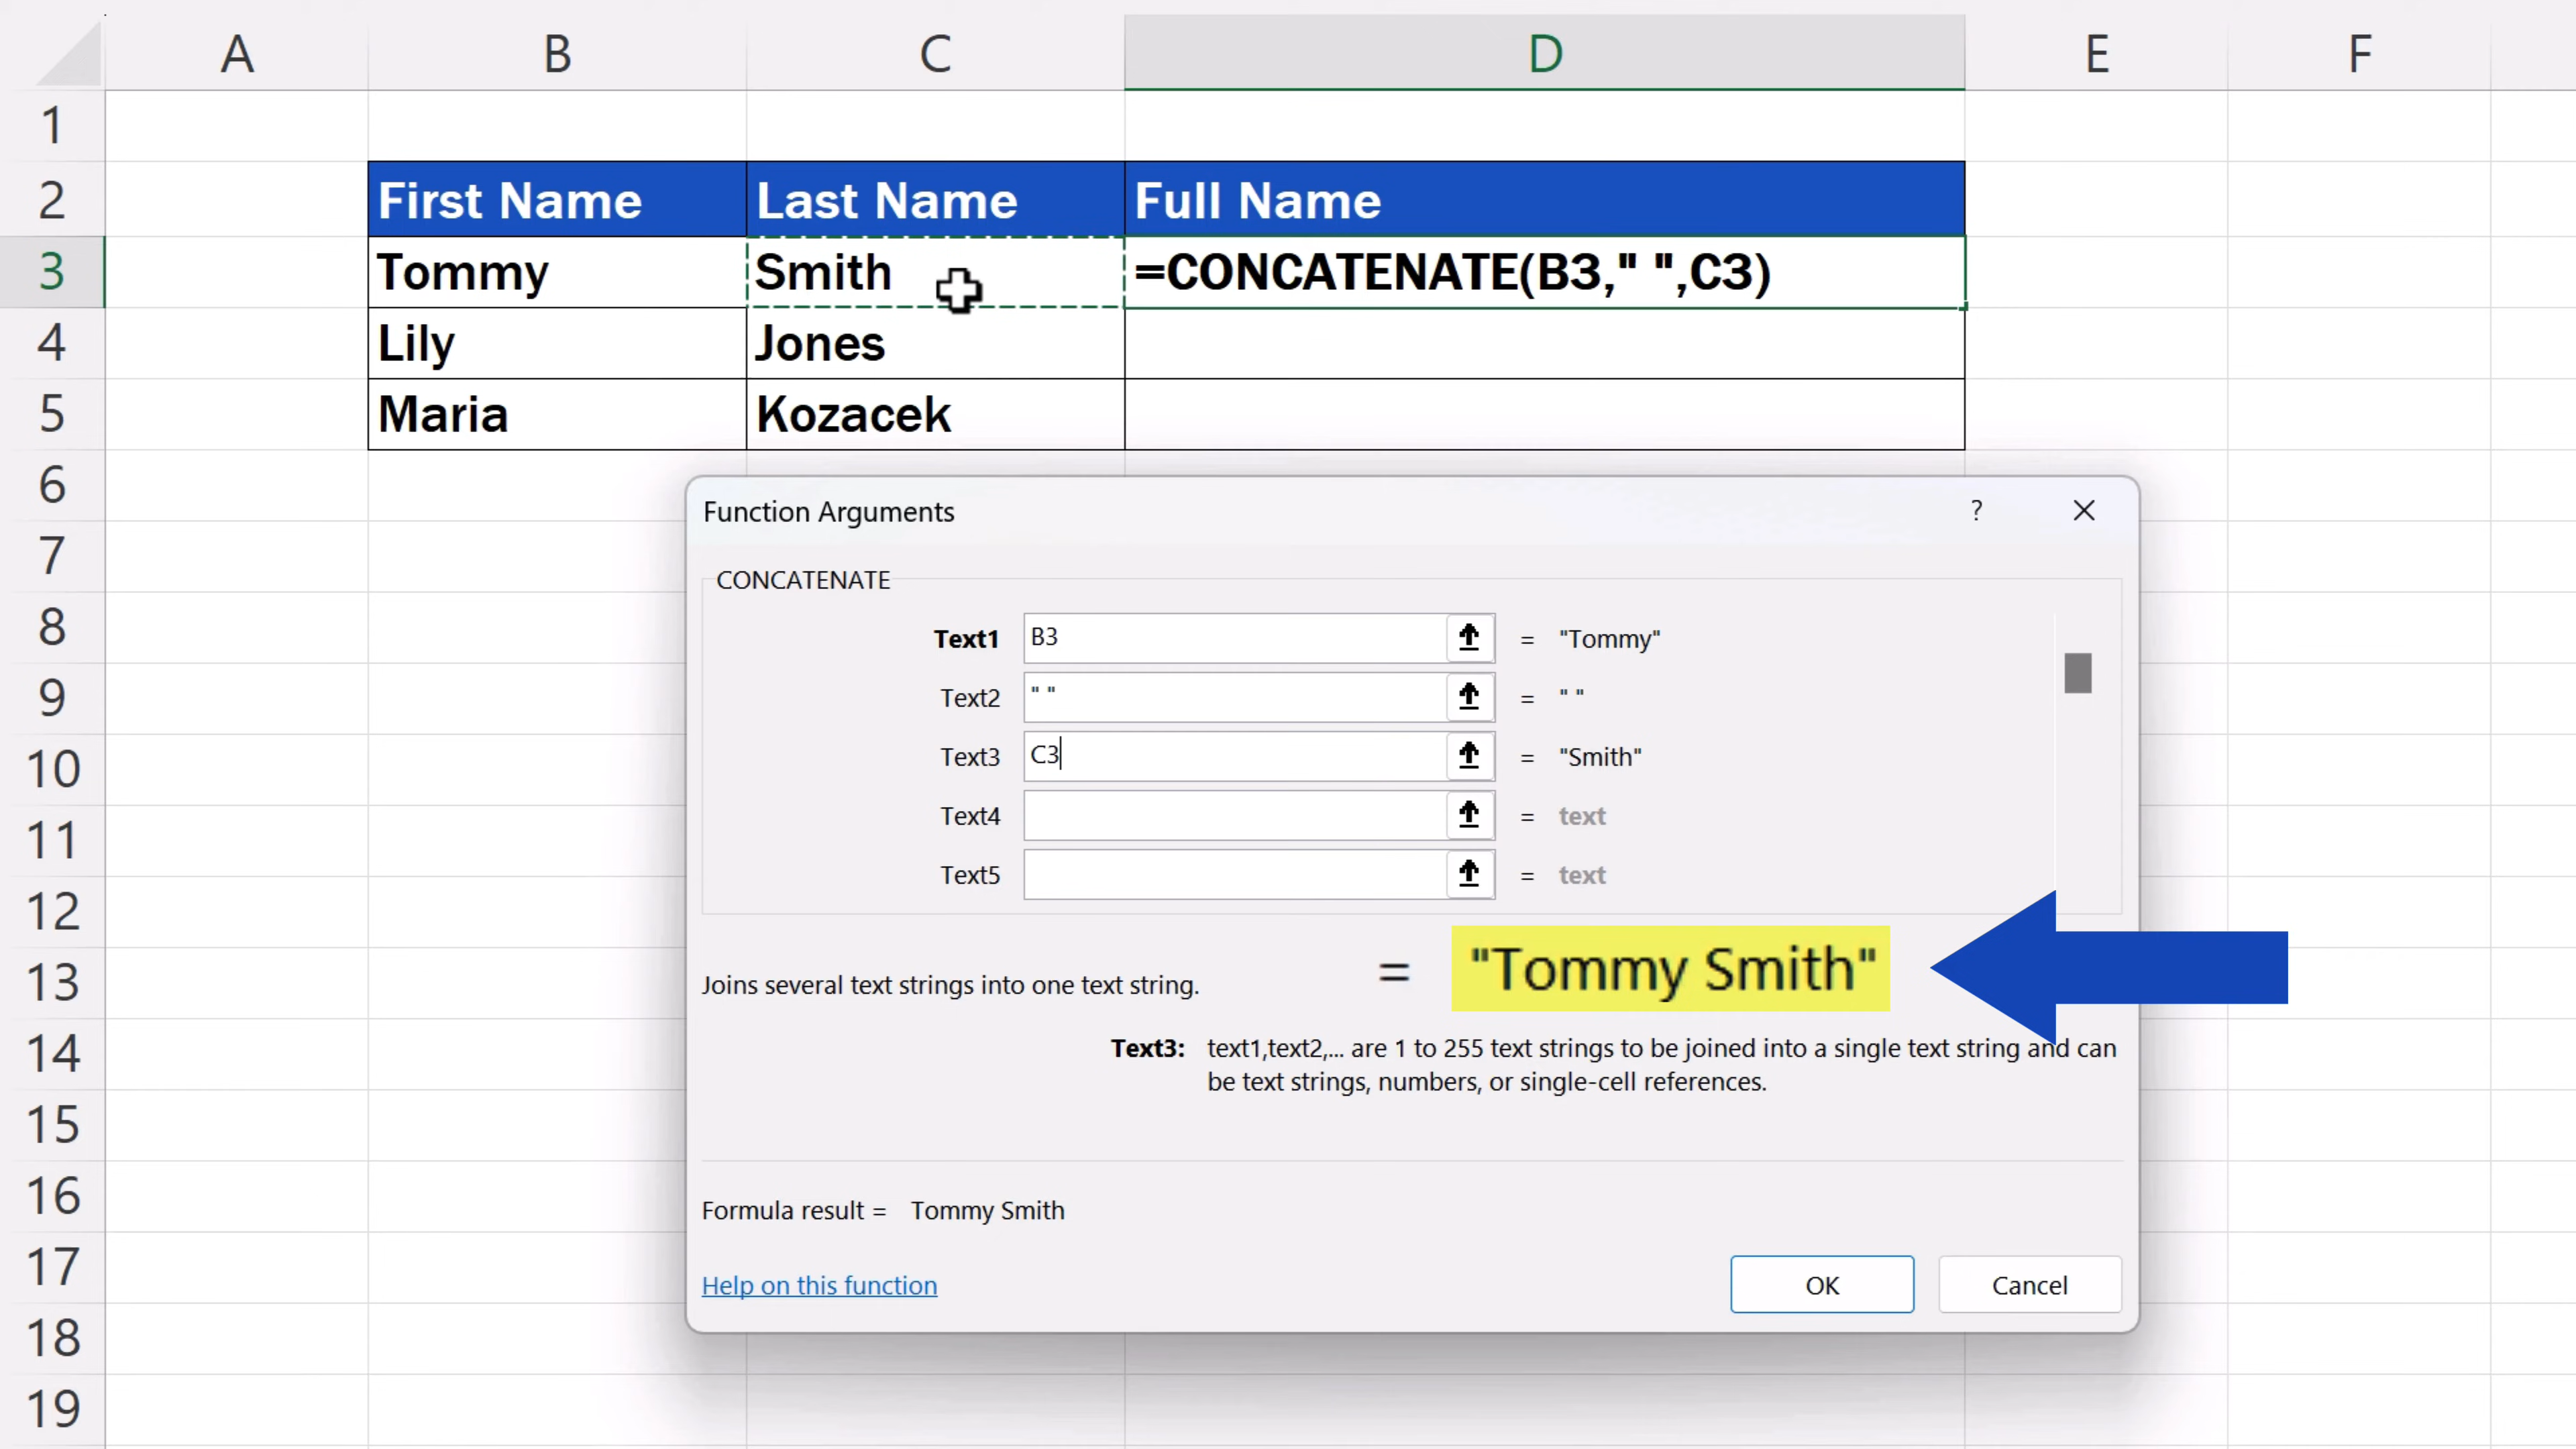 A B C D E F
1
2 First Name Last Name Full Name
3 Tommy Smith =CONCATENATE(B3," ",C3)
4 Lily Jones
5 Maria Kozacek
6
7
8
9
10
11
12
13
14
15
16
17
18
19
Function Arguments ? 
CONCATENATE
Text1 B3 = "Tommy"
Text2 " " = " "
Text3 C3 = "Smith"
Text4 = text
Text5 = text
= "Tommy Smith"
Joins several text strings into one text string.
Text3: text1,text2,... are 1 to 255 text strings to be joined into a single text string and can
be text strings, numbers, or single-cell references.
Formula result = Tommy Smith
Help on this function OK Cancel